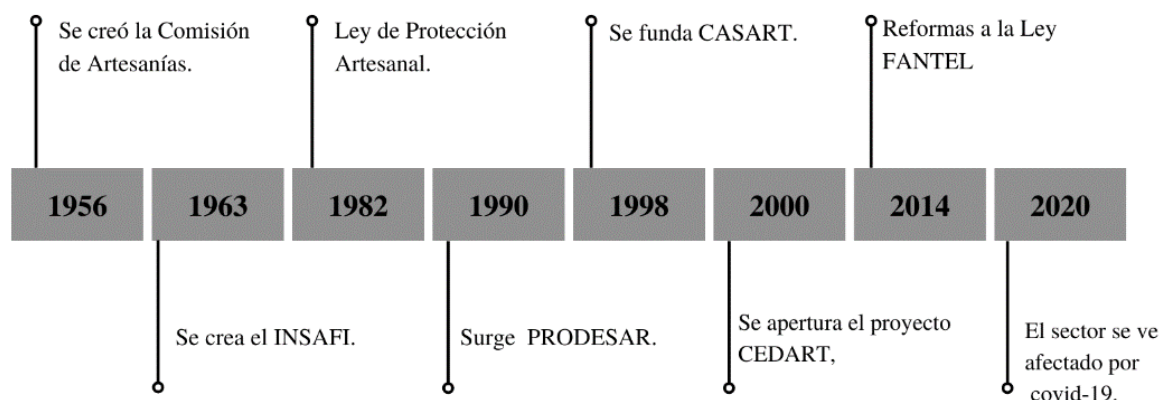 Se creó la Comisión
de Artesanías.
Ley de Protección
Artesanal.
Se funda CASART.
Reformas a la Ley
FANTEL
1956
1963
1982
1990
1998
2000
2014
2020
Se crea el INSAFI.
Surge PRODESAR.
Se apertura el proyecto
CEDART,
El sector se ve
afectado por
covid-19.